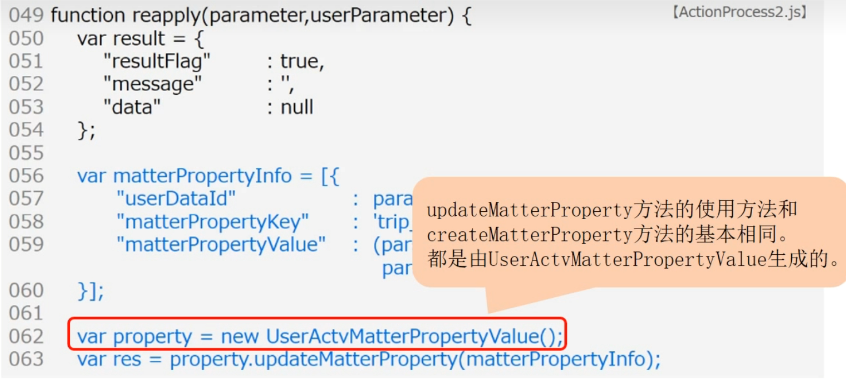 049 function reapply(parameter,userParameter) {
【ActionProcess2.js】
050 var result = {
051 "resultFlag" : true,
052 "message" : '',
053 "data" : null
054 };
055
056 var matterPropertyInfo = [{
057 "userDataId" : para
058 "matterPropertyKey" : 'trip_
059 "matterPropertyValue" : (par
par
060 }];
061
062 var property = new UserActvMatterPropertyValue();
063 var res = property.updateMatterProperty(matterPropertyInfo);
updateMatterProperty方法的使用方法和
createMatterProperty方法的基本相同。
都是由UserActvMatterPropertyValue生成的。